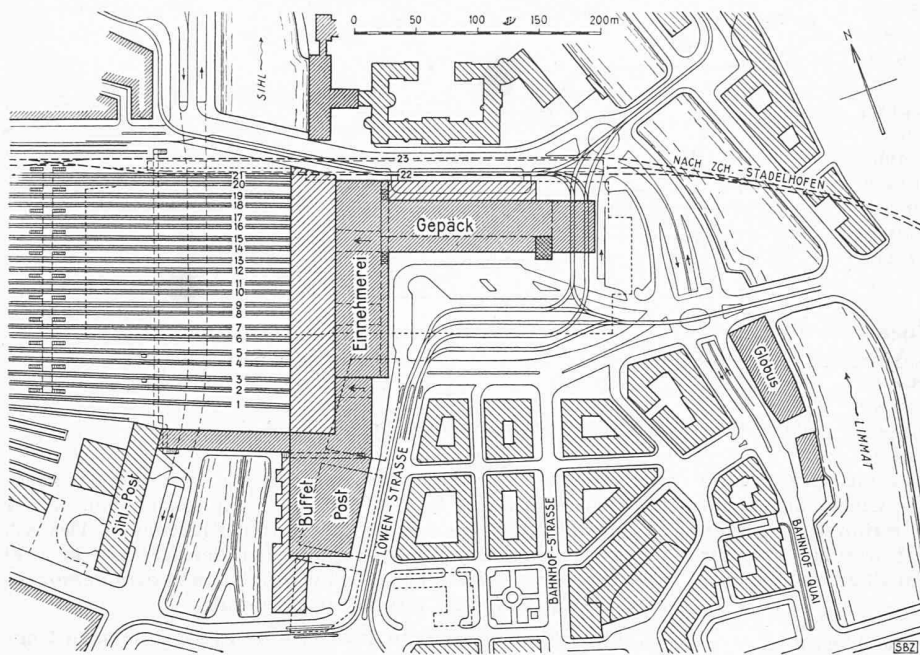 0 50 100 150 200m
N
SIHL
23
NACH ZCH.-STADELHOFEN
22
21
20
19
18
17
16
15
14
13
12
11
10
9
8
7
6
5
4
3
2
1
Gepäck
Einnehmerei
Globus
LIMMAT
Sihl-Post
Buffet
Post
LÖWEN-STRASSE
BAHNHOF-STRASSE
BAHNHOF-QUAI
SBZ